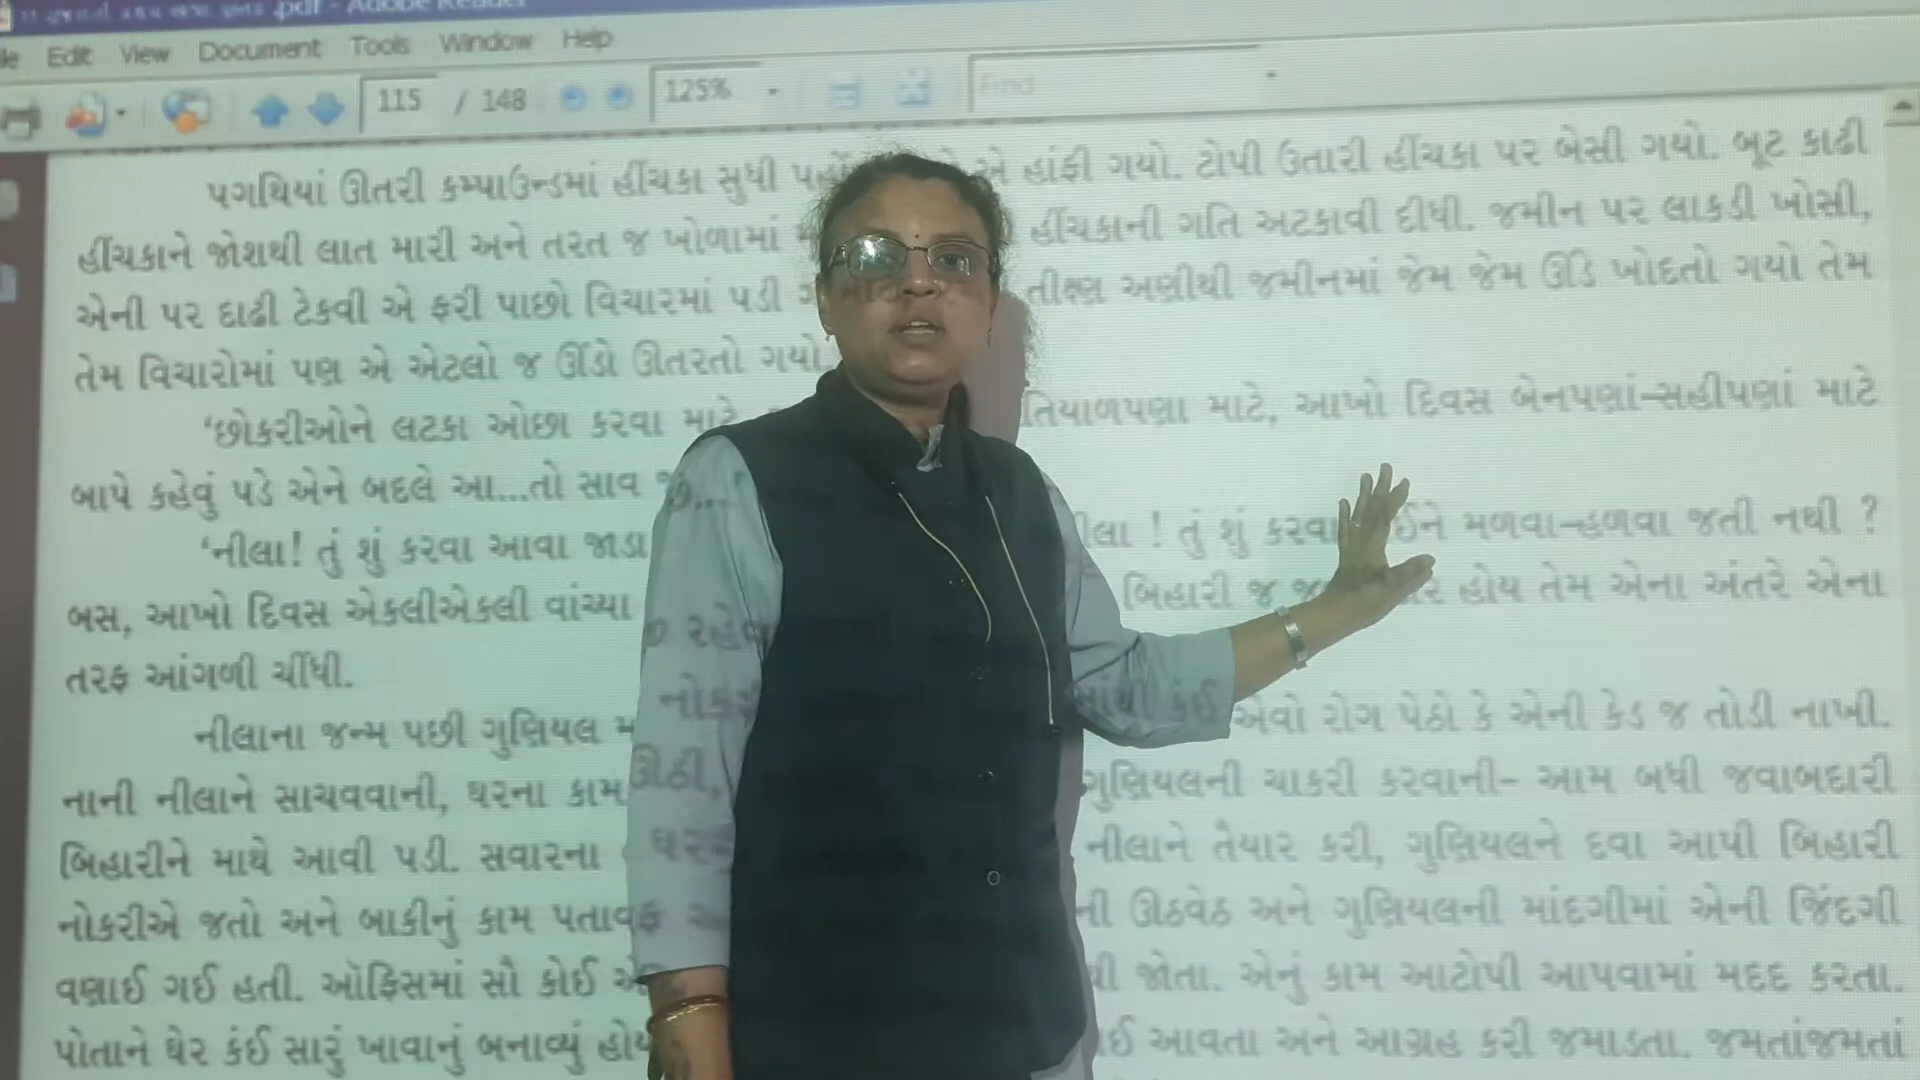 .pdf - Adobe Reader
Edit View Document Tools Window Help
115 / 148 125% Find
પગથિયાં ઊતરી કમ્પાઉન્ડમાં હીંચકા સુધી એ હાંફી ગયો. ટોપી ઉતારી હીંચકા પર બેસી ગયો. બૂટ કાઢી
હીંચકાને જોશથી લાત મારી અને તરત જ ખોળામાં હીંચકાની ગતિ અટકાવી દીધી. જમીન પર લાકડી ખોસી,
એની પર દાઢી ટેકવી એ ફરી પાછો વિચારમાં પડી તીક્ષ્ણ અણીથી જમીનમાં જેમ જેમ ઊંડે ખોદતો ગયો તેમ
તેમ વિચારોમાં પણ એ એટલો જ ઊંડો ઊતરતો ગયો
‘છોકરીઓને લટકા ઓછા કરવા માટે તિયાળપણા માટે, આખો દિવસ બેનપણાં-સહીપણાં માટે
બાપે કહેવું પડે એને બદલે આ...તો સાવ
‘નીલા! તું શું કરવા આવા જાડા નીલા ! તું શું કરવા મળવા-હળવા જતી નથી ?
બસ, આખો દિવસ એકલીએકલી વાંચ્યા બિહારી જ હોય તેમ એના અંતરે એના
તરફ આંગળી ચીંધી.
નીલાના જન્મ પછી ગુણિયલ કંઈ એવો રોગ પેઠો કે એની કેડ જ તોડી નાખી.
નાની નીલાને સાચવવાની, ઘરના કામ ગુણિયલની ચાકરી કરવાની- આમ બધી જવાબદારી
બિહારીને માથે આવી પડી. સવારના ઊઠી, નીલાને તૈયાર કરી, ગુણિયલને દવા આપી બિહારી
નોકરીએ જતો અને બાકીનું કામ ની ઊઠવેઠ અને ગુણિયલની માંદગીમાં એની જિંદગી
વણાઈ ગઈ હતી. ઑફિસમાં સૌ કોઈ જોતા. એનું કામ આટોપી આપવામાં મદદ કરતા.
પોતાને ઘેર કંઈ સારું ખાવાનું બનાવ્યું હોય આવતા અને આગ્રહ કરી જમાડતા. જમતાંજમતાં